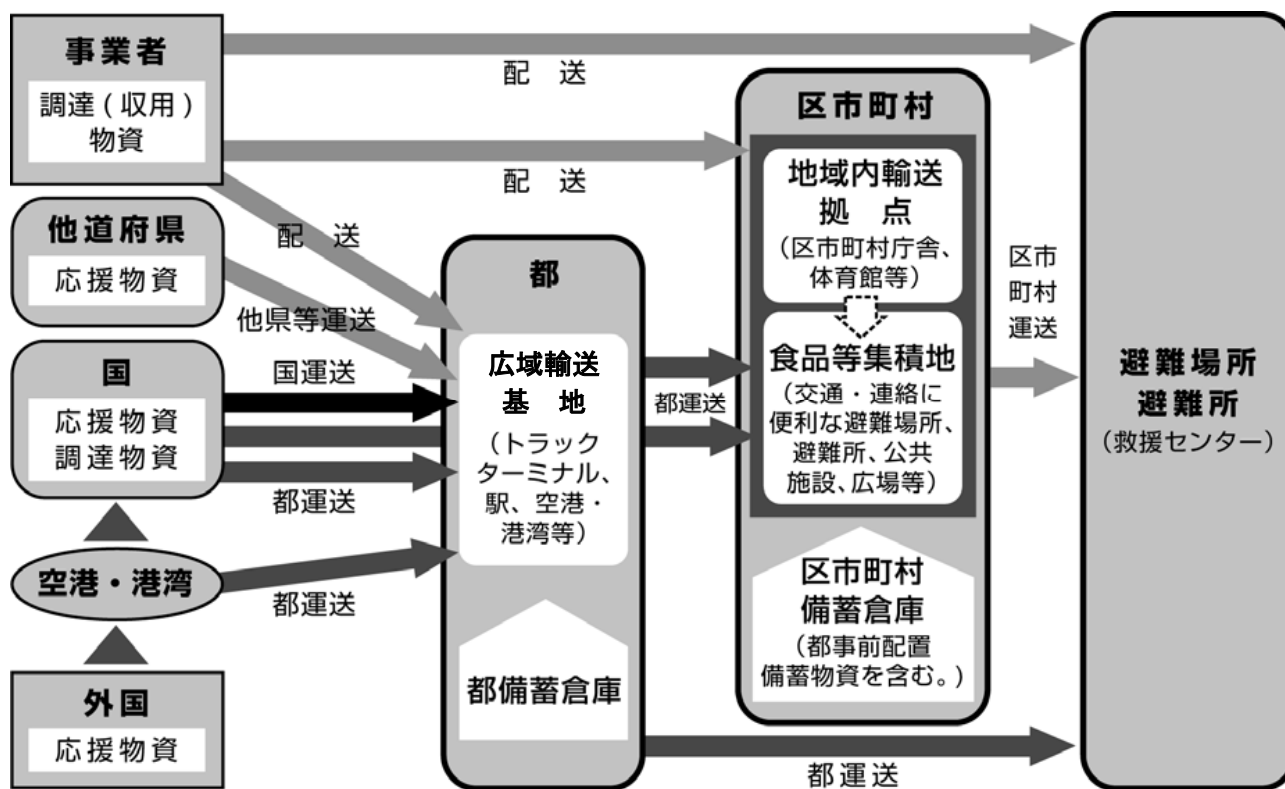 事業者
調達(収用)
物資
他道府県
応援物資
国
応援物資
調達物資
空港・港湾
外国
応援物資
配　送
配　送
配　送
他県等運送
国運送
都運送
都運送
都
広域輸送
基　地
（トラック
ターミナル、
駅、空港・
港湾等）
都備蓄倉庫
都運送
都運送
区市町村
地域内輸送
拠　点
（区市町村庁舎、
体育館等）
食品等集積地
（交通・連絡に
便利な避難場所、
避難所、公共
施設、広場等）
区市町村
備蓄倉庫
（都事前配置
備蓄物資を含む。)
区市
町村
運送
避難場所
避難所
（救援センター）